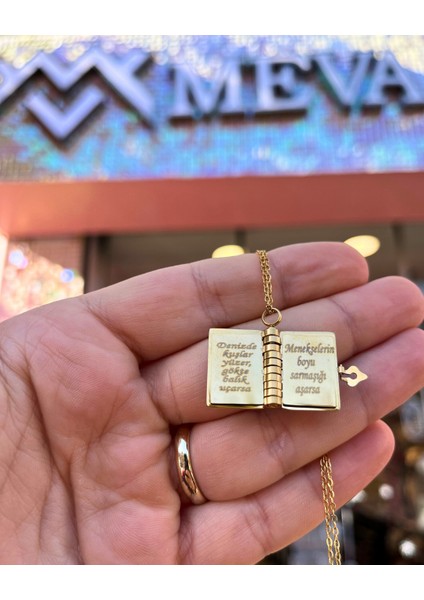 MEVA
Denizde
kuşlar
yüzer,
gökte
balık
uçarsa
Menekşelerin
boyu
sarmaşığı
aşarsa